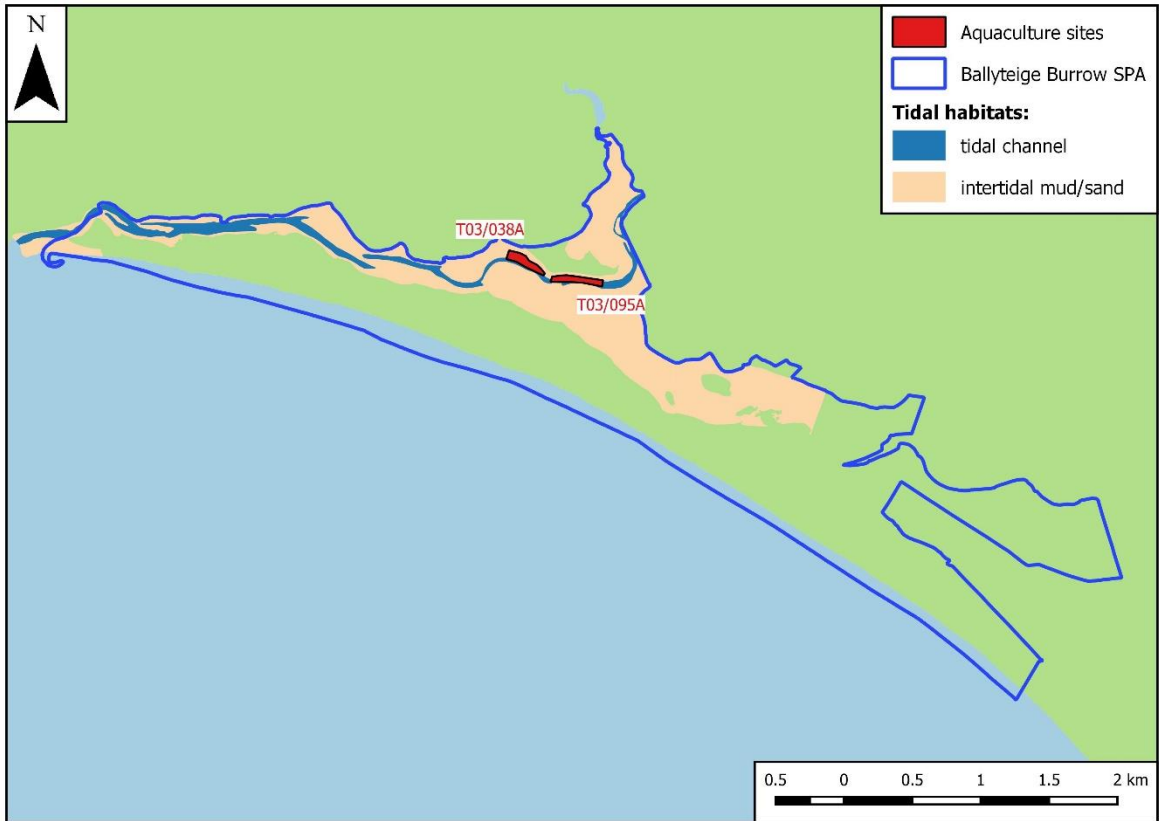 N
Aquaculture sites
Ballyteige Burrow SPA
Tidal habitats:
tidal channel
intertidal mud/sand
T03/038A
T03/095A
0.5 0 0.5 1 1.5 2 km